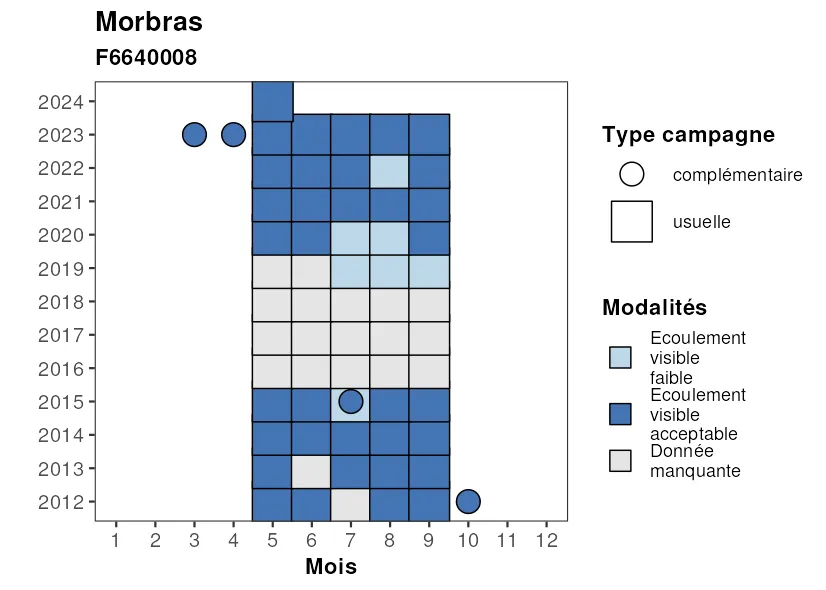 Morbras
F6640008
2024
2023
2022
2021
2020
2019
2018
2017
2016
2015
2014
2013
2012
1 2 3 4 5 6 7 8 9 10 11 12
Mois
Type campagne
complémentaire
usuelle
Modalités
Ecoulement
visible
faible
Ecoulement
visible
acceptable
Donnée
manquante